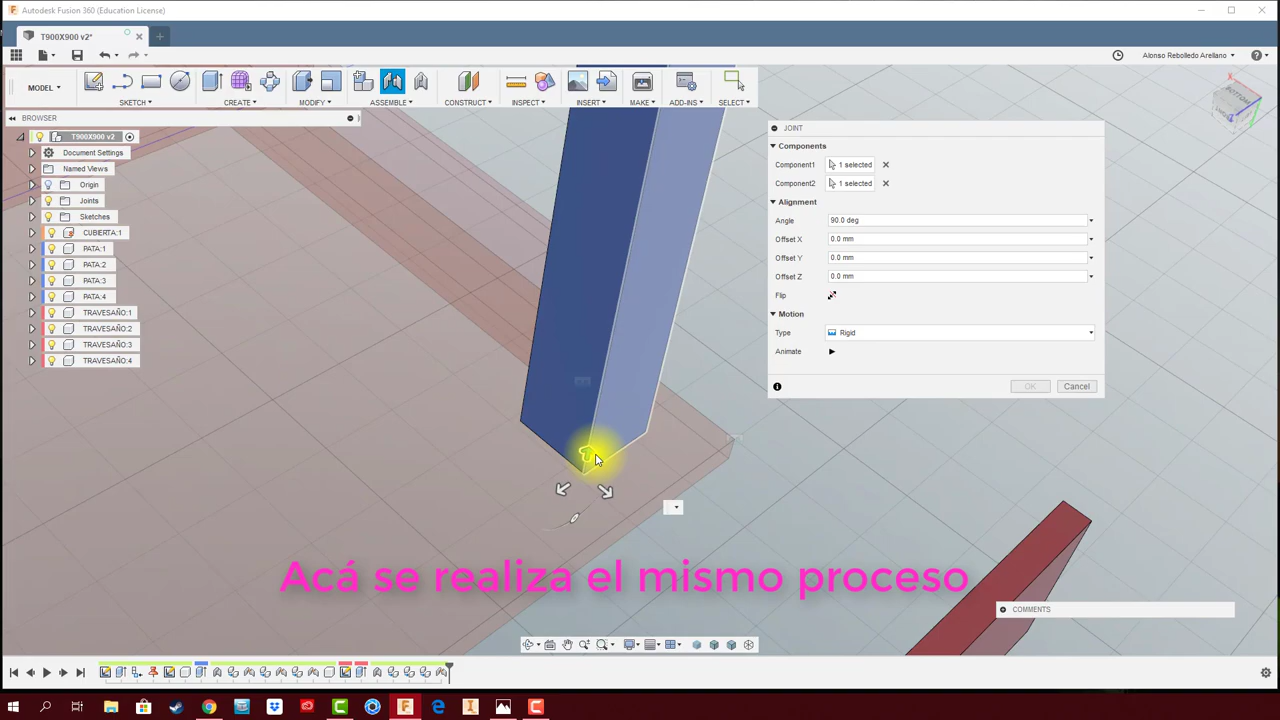 Autodesk Fusion 360 (Education License)
T900X900 v2*
Alonso Rebolledo Arellano
MODEL
SKETCH
CREATE
MODIFY
ASSEMBLE
CONSTRUCT
INSPECT
INSERT
MAKE
ADD-INS
SELECT
BROWSER
T900X900 v2
Document Settings
Named Views
Origin
Joints
Sketches
CUBIERTA:1
PATA:1
PATA:2
PATA:3
PATA:4
TRAVESAÑO:1
TRAVESAÑO:2
TRAVESAÑO:3
TRAVESAÑO:4
BOTTOM
JOINT
Components
Component1 1 selected
Component2 1 selected
Alignment
Angle 90.0 deg
Offset X 0.0 mm
Offset Y 0.0 mm
Offset Z 0.0 mm
Flip
Motion
Type Rigid
Animate
OK Cancel
Acá se realiza el mismo proceso
COMMENTS